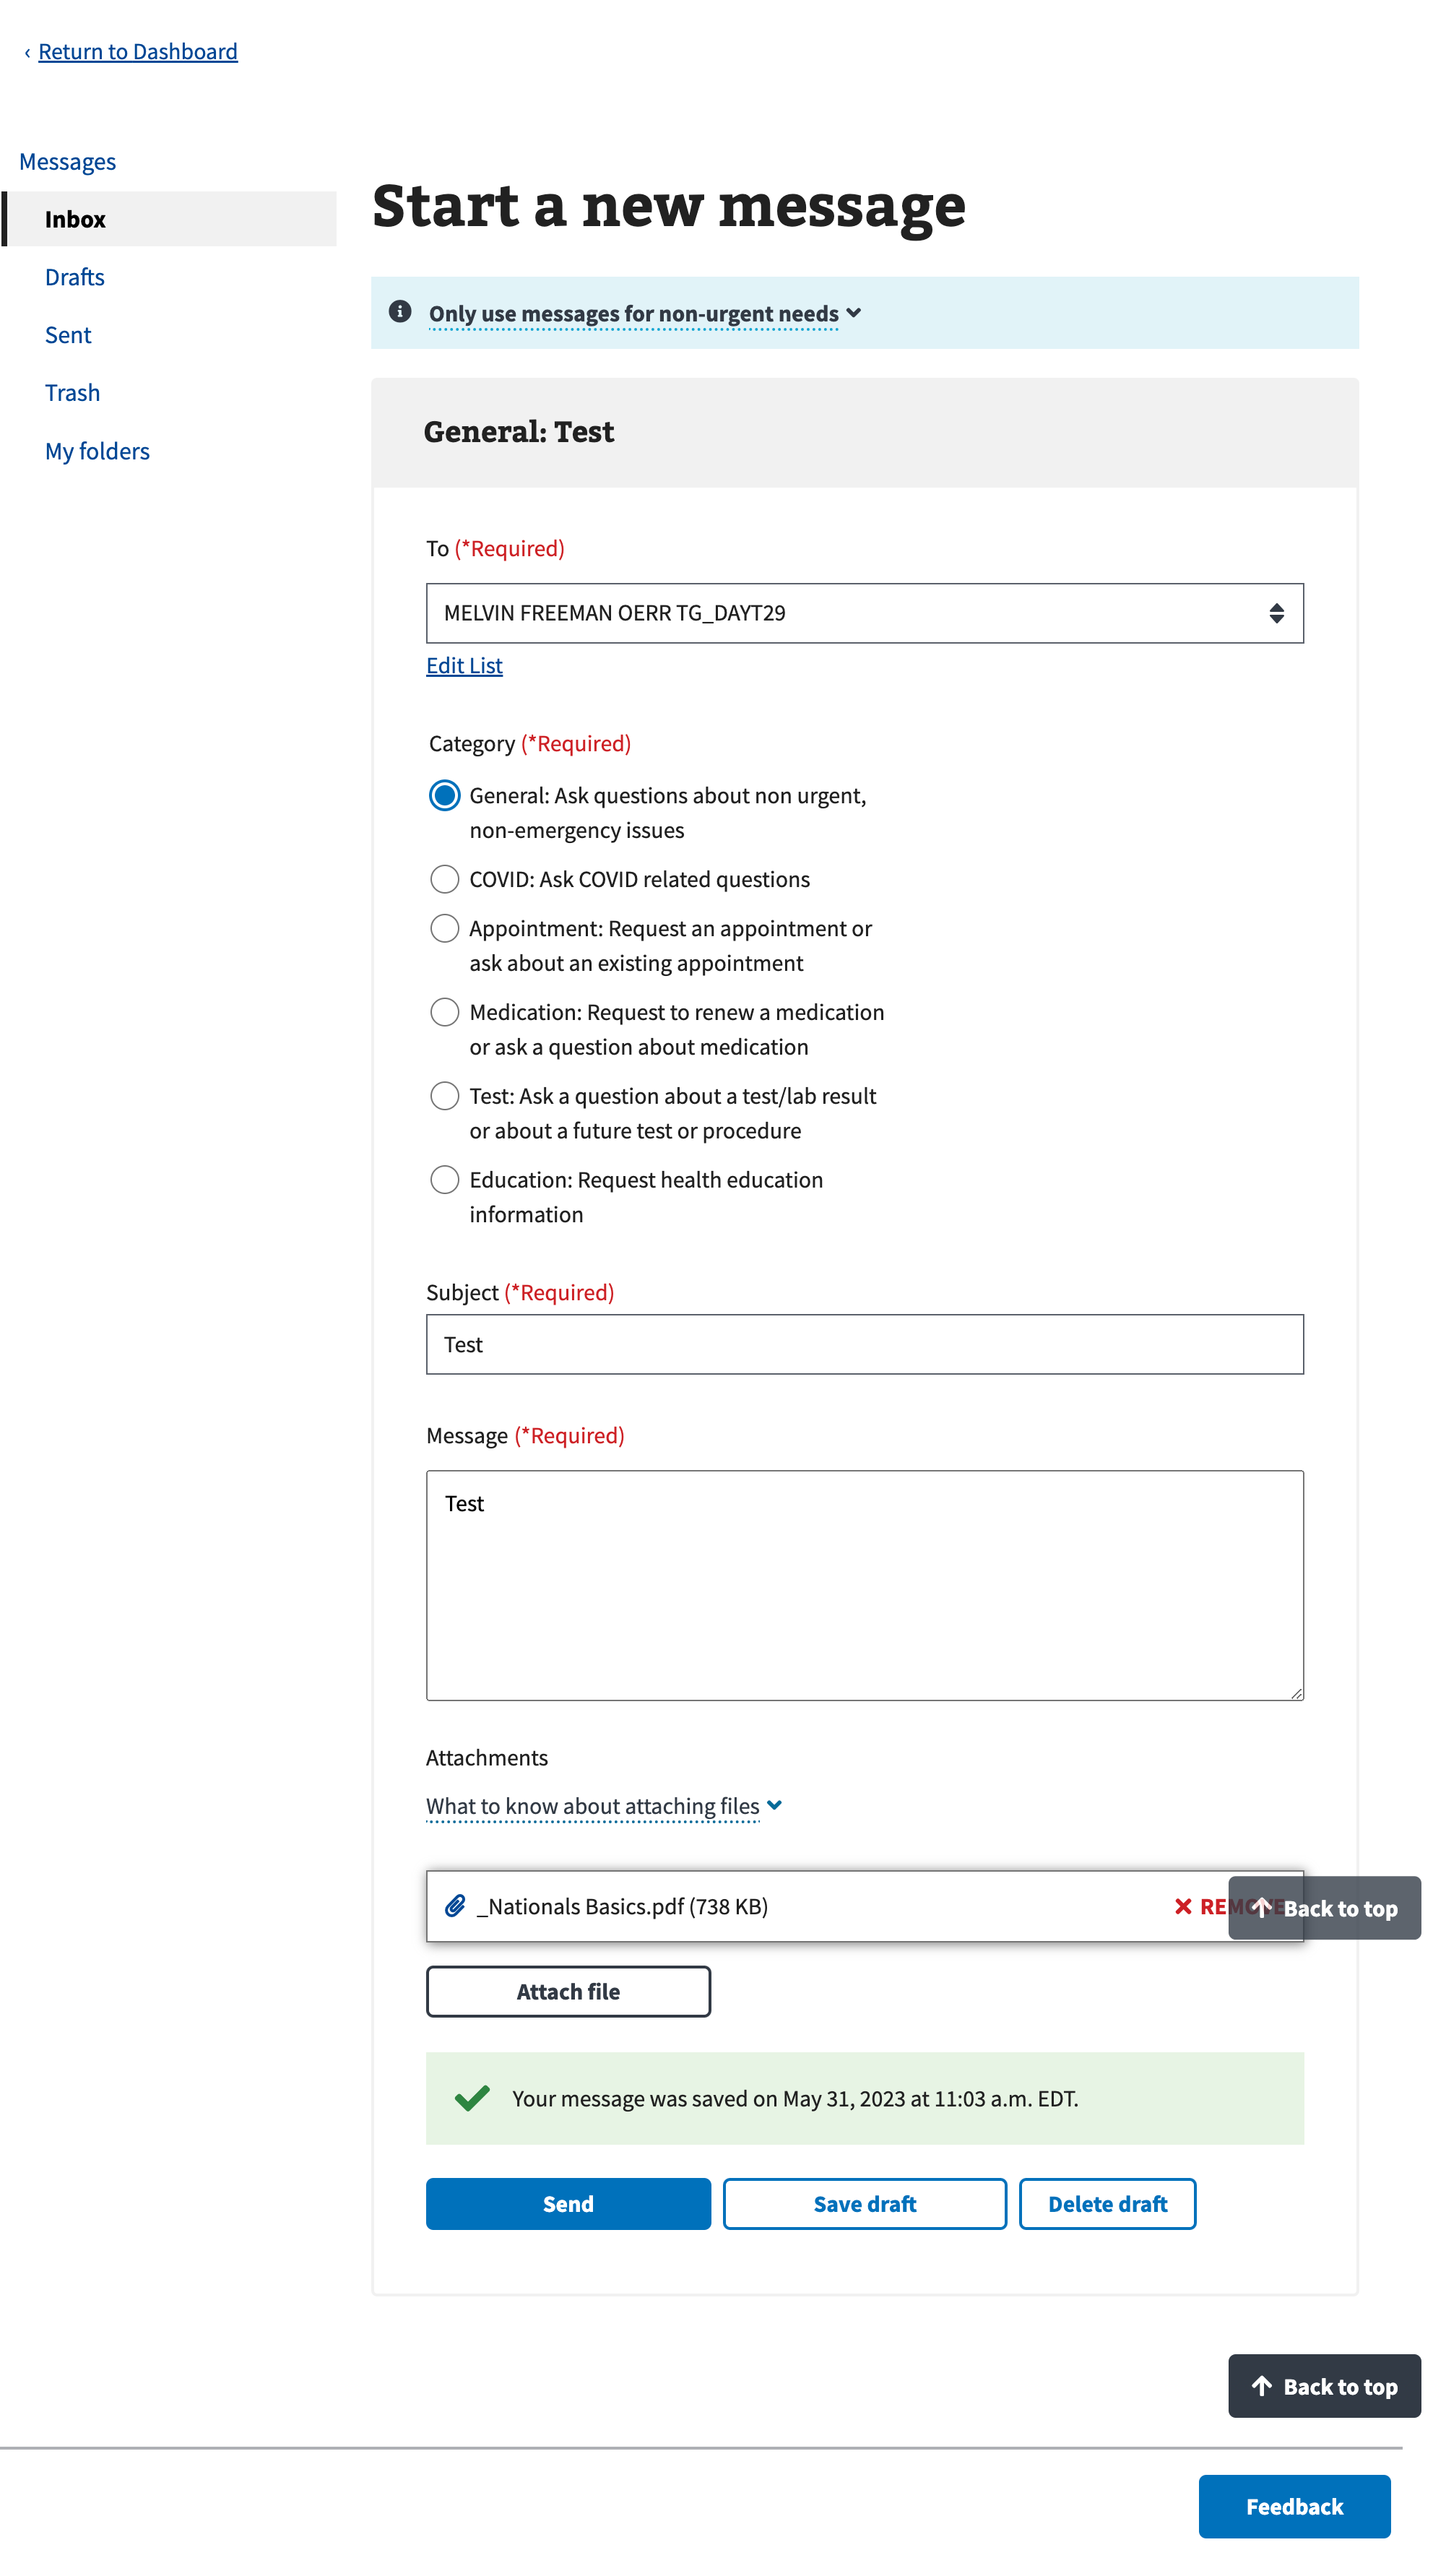 ‹ Return to Dashboard
Messages
Inbox
Drafts
Sent
Trash
My folders
Start a new message
Only use messages for non-urgent needs
General: Test
To (*Required)
MELVIN FREEMAN OERR TG_DAYT29
Edit List
Category (*Required)
General: Ask questions about non urgent,
non-emergency issues
COVID: Ask COVID related questions
Appointment: Request an appointment or
ask about an existing appointment
Medication: Request to renew a medication
or ask a question about medication
Test: Ask a question about a test/lab result
or about a future test or procedure
Education: Request health education
information
Subject (*Required)
Test
Message (*Required)
Test
Attachments
What to know about attaching files
_Nationals Basics.pdf (738 KB)
REMOVE
Back to top
Attach file
Your message was saved on May 31, 2023 at 11:03 a.m. EDT.
Send
Save draft
Delete draft
Back to top
Feedback